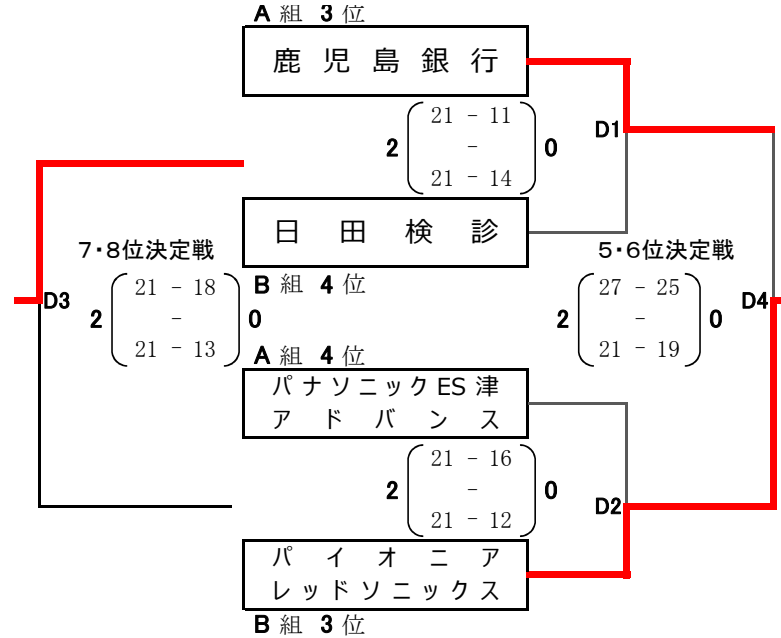 A 組 3 位
鹿児島銀行
2 21 - 11 0
-
21 - 14
D1
日田検診
B 組 4 位
7・8位決定戦
D3
2 21 - 18 0
-
21 - 13
5・6位決定戦
D4
2 27 - 25 0
-
21 - 19
A 組 4 位
パナソニックES津
アドバンス
2 21 - 16 0
-
21 - 12
D2
パイオニア
レッドソニックス
B 組 3 位